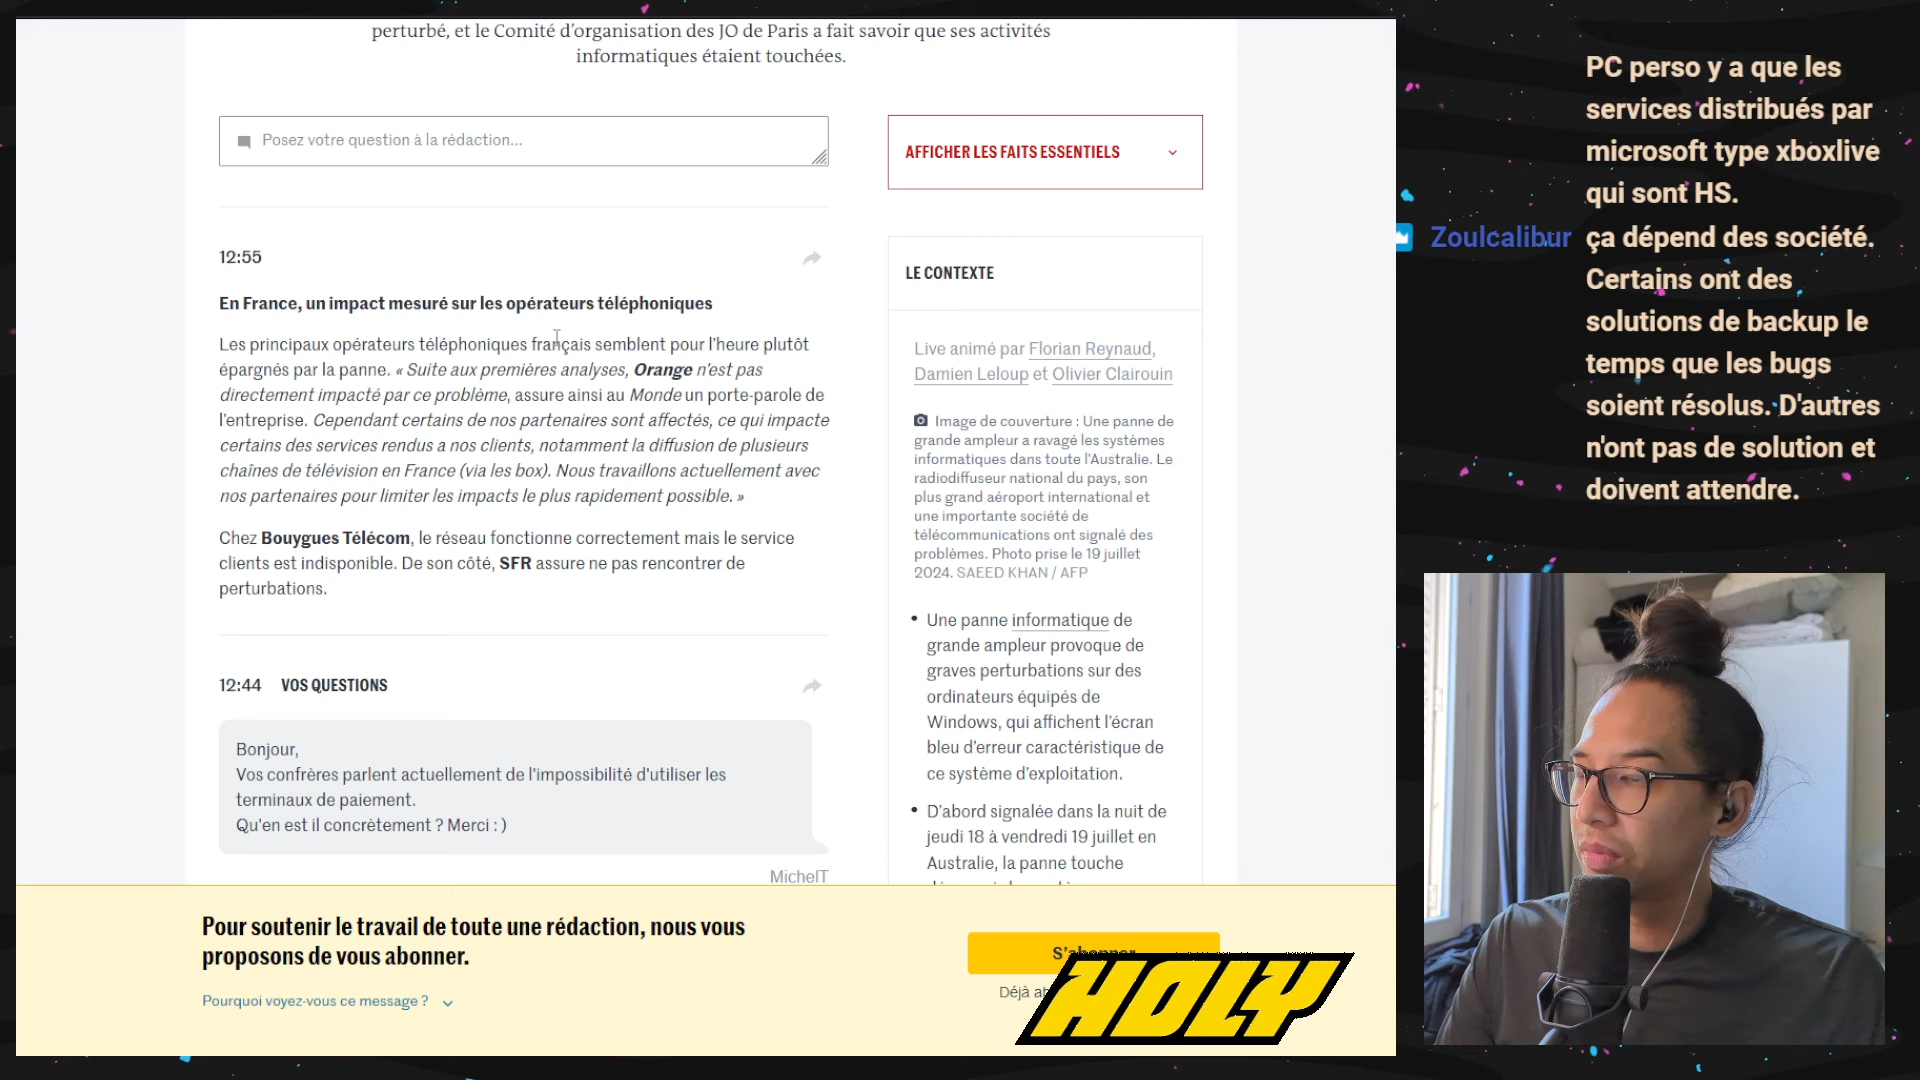 perturbé, et le Comité d'organisation des JO de Paris a fait savoir que ses activités
informatiques étaient touchées.
Posez votre question à la rédaction...
AFFICHER LES FAITS ESSENTIELS
12:55
En France, un impact mesuré sur les opérateurs téléphoniques
Les principaux opérateurs téléphoniques français semblent pour l'heure plutôt
épargnés par la panne. « Suite aux premières analyses, Orange n'est pas
directement impacté par ce problème, assure ainsi au Monde un porte-parole de
l'entreprise. Cependant certains de nos partenaires sont affectés, ce qui impacte
certains des services rendus a nos clients, notamment la diffusion de plusieurs
chaînes de télévision en France (via les box). Nous travaillons actuellement avec
nos partenaires pour limiter les impacts le plus rapidement possible. »
Chez Bouygues Télécom, le réseau fonctionne correctement mais le service
clients est indisponible. De son côté, SFR assure ne pas rencontrer de
perturbations.
12:44 VOS QUESTIONS
Bonjour,
Vos confrères parlent actuellement de l'impossibilité d'utiliser les
terminaux de paiement.
Qu'en est il concrètement ? Merci : )
MichelT
LE CONTEXTE
Live animé par Florian Reynaud,
Damien Leloup et Olivier Clairouin
Image de couverture : Une panne de
grande ampleur a ravagé les systèmes
informatiques dans toute l'Australie. Le
radiodiffuseur national du pays, son
plus grand aéroport international et
une importante société de
télécommunications ont signalé des
problèmes. Photo prise le 19 juillet
2024. SAEED KHAN / AFP
• Une panne informatique de
grande ampleur provoque de
graves perturbations sur des
ordinateurs équipés de
Windows, qui affichent l'écran
bleu d'erreur caractéristique de
ce système d'exploitation.
• D'abord signalée dans la nuit de
jeudi 18 à vendredi 19 juillet en
Australie, la panne touche
Pour soutenir le travail de toute une rédaction, nous vous
proposons de vous abonner.
Pourquoi voyez-vous ce message ?
S'abonner
Déjà
HOLY
PC perso y a que les
services distribués par
microsoft type xboxlive
qui sont HS.
Zoulcalibur ça dépend des société.
Certains ont des
solutions de backup le
temps que les bugs
soient résolus. D'autres
n'ont pas de solution et
doivent attendre.